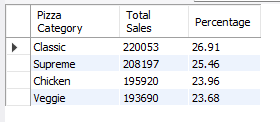 Pizza Category Total Sales Percentage
Classic 220053 26.91
Supreme 208197 25.46
Chicken 195920 23.96
Veggie 193690 23.68